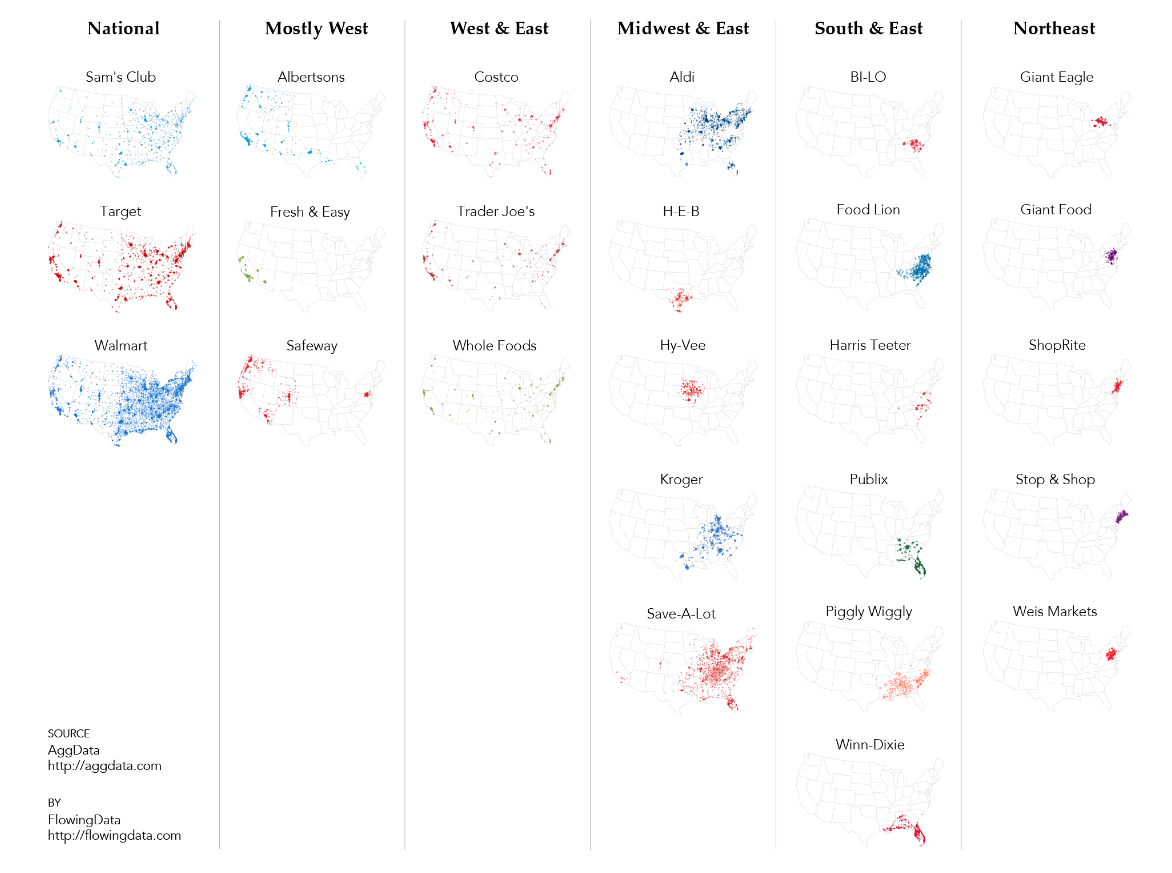 National
Mostly West
West & East
Midwest & East
South & East
Northeast
Sam's Club
Albertsons
Costco
Aldi
BI-LO
Giant Eagle
Target
Fresh & Easy
Trader Joe's
H-E-B
Food Lion
Giant Food
Walmart
Safeway
Whole Foods
Hy-Vee
Harris Teeter
ShopRite
Kroger
Publix
Stop & Shop
Save-A-Lot
Piggly Wiggly
Weis Markets
Winn-Dixie
SOURCE
AggData
http://aggdata.com
BY
FlowingData
http://flowingdata.com